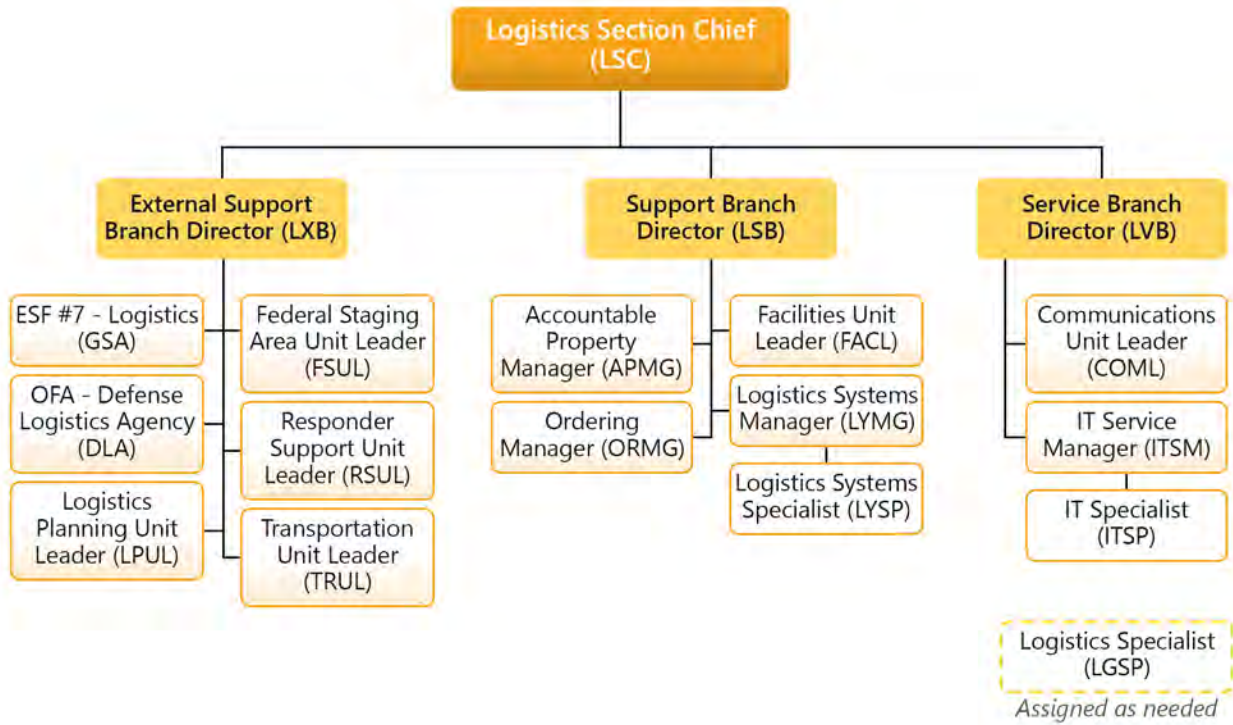 Logistics Section Chief
(LSC)
External Support
Branch Director (LXB)
Support Branch
Director (LSB)
Service Branch
Director (LVB)
ESF #7 - Logistics
(GSA)
Federal Staging
Area Unit Leader
(FSUL)
OFA - Defense
Logistics Agency
(DLA)
Responder
Support Unit
Leader (RSUL)
Logistics
Planning Unit
Leader (LPUL)
Transportation
Unit Leader
(TRUL)
Accountable
Property
Manager (APMG)
Facilities Unit
Leader (FACL)
Ordering
Manager (ORMG)
Logistics Systems
Manager (LYMG)
Logistics Systems
Specialist (LYSP)
Communications
Unit Leader
(COML)
IT Service
Manager (ITSM)
IT Specialist
(ITSP)
Logistics Specialist
(LGSP)
Assigned as needed